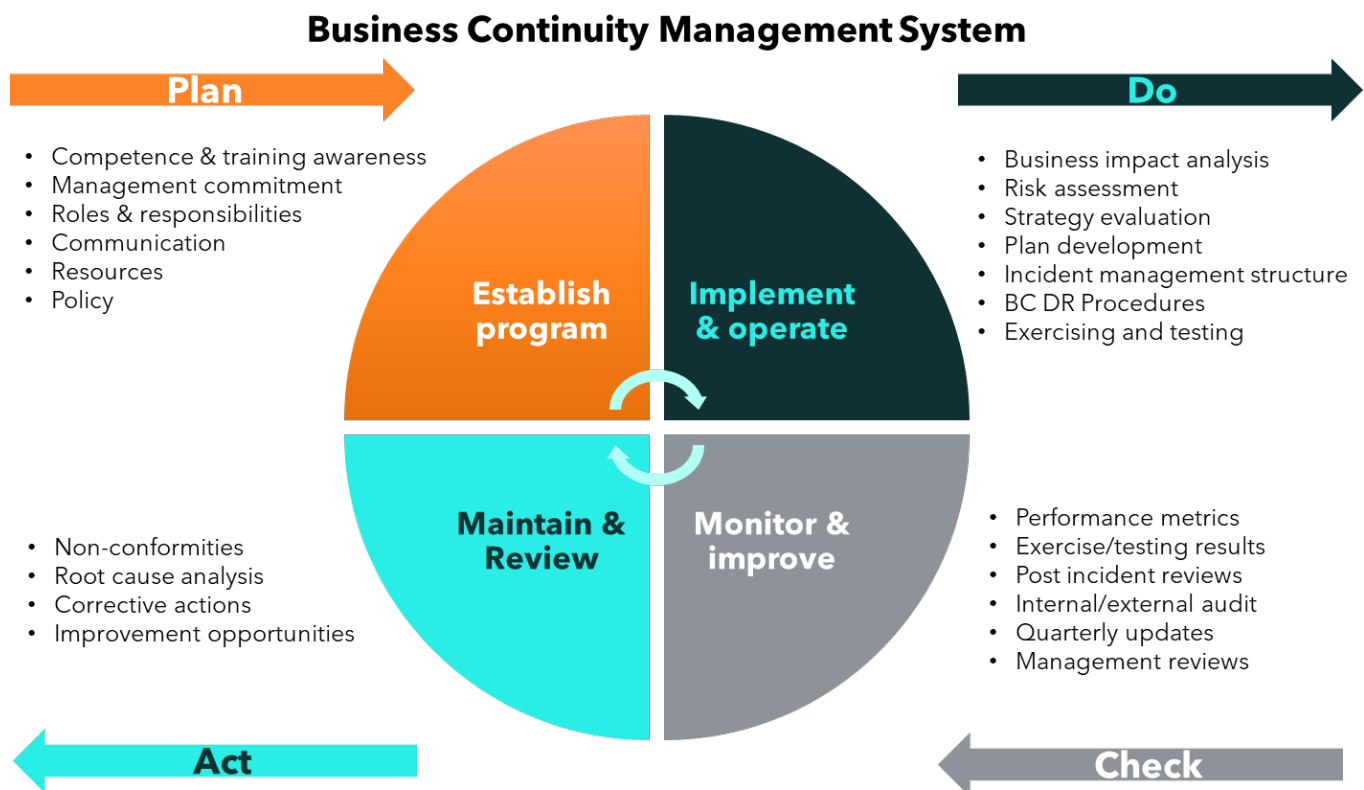 Business Continuity Management System
Plan
• Competence & training awareness
• Management commitment
• Roles & responsibilities
• Communication
• Resources
• Policy
Do
• Business impact analysis
• Risk assessment
• Strategy evaluation
• Plan development
• Incident management structure
• BC DR Procedures
• Exercising and testing
Establish
program
Implement
& operate
Maintain &
Review
Monitor &
improve
• Non-conformities
• Root cause analysis
• Corrective actions
• Improvement opportunities
• Performance metrics
• Exercise/testing results
• Post incident reviews
• Internal/external audit
• Quarterly updates
• Management reviews
Act
Check